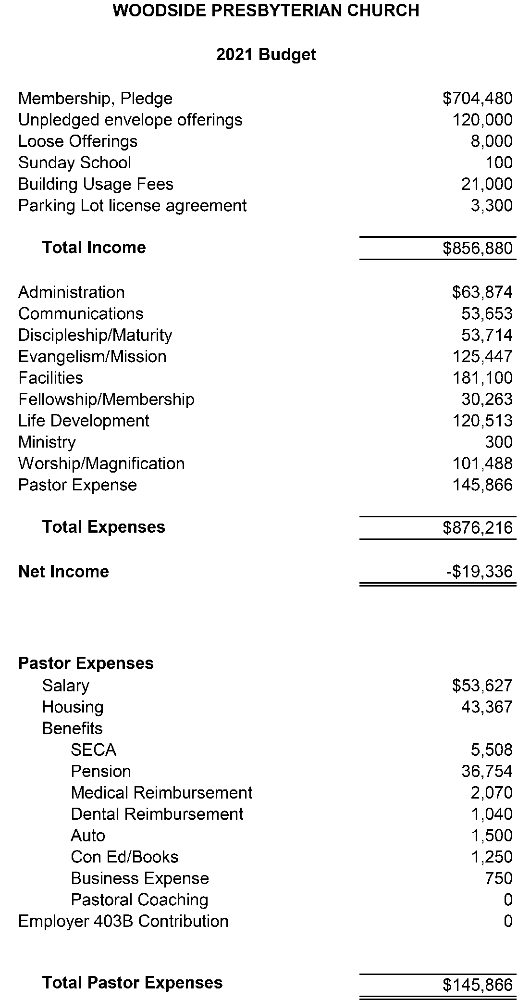 WOODSIDE PRESBYTERIAN CHURCH
2021 Budget
Membership, Pledge $704,480
Unpledged envelope offerings 120,000
Loose Offerings 8,000
Sunday School 100
Building Usage Fees 21,000
Parking Lot license agreement 3,300
Total Income $856,880
Administration $63,874
Communications 53,653
Discipleship/Maturity 53,714
Evangelism/Mission 125,447
Facilities 181,100
Fellowship/Membership 30,263
Life Development 120,513
Ministry 300
Worship/Magnification 101,488
Pastor Expense 145,866
Total Expenses $876,216
Net Income -$19,336
Pastor Expenses
Salary $53,627
Housing 43,367
Benefits
SECA 5,508
Pension 36,754
Medical Reimbursement 2,070
Dental Reimbursement 1,040
Auto 1,500
Con Ed/Books 1,250
Business Expense 750
Pastoral Coaching 0
Employer 403B Contribution 0
Total Pastor Expenses $145,866